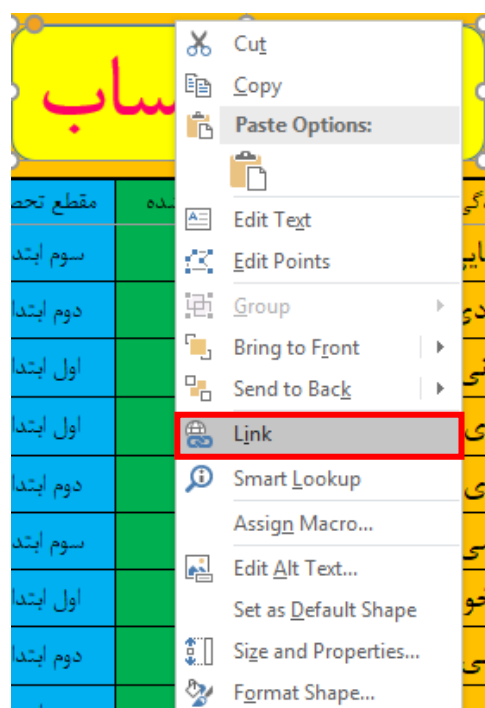 Cut
Copy
Paste Options:
Edit Text
Edit Points
Group
Bring to Front
Send to Back
Link
Smart Lookup
Assign Macro...
Edit Alt Text...
Set as Default Shape
Size and Properties...
Format Shape...
ساب
مقطع تحص
سوم ابتد
دوم ابتدا
اول ابتدا
اول ابتدا
دوم ابتدا
سوم ابتد
اول ابتدا
دوم ابتدا